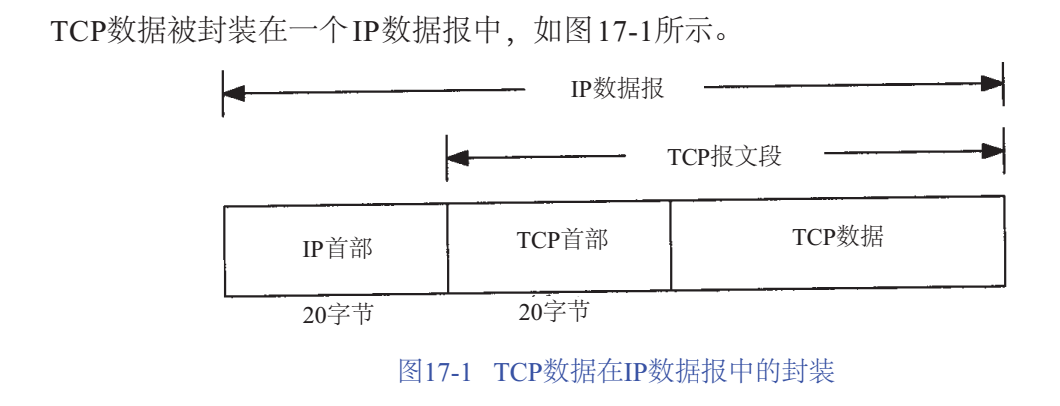 TCP数据被封装在一个IP数据报中，如图17-1所示。
IP数据报
TCP报文段
IP首部 TCP首部 TCP数据
20字节 20字节
图17-1 TCP数据在IP数据报中的封装